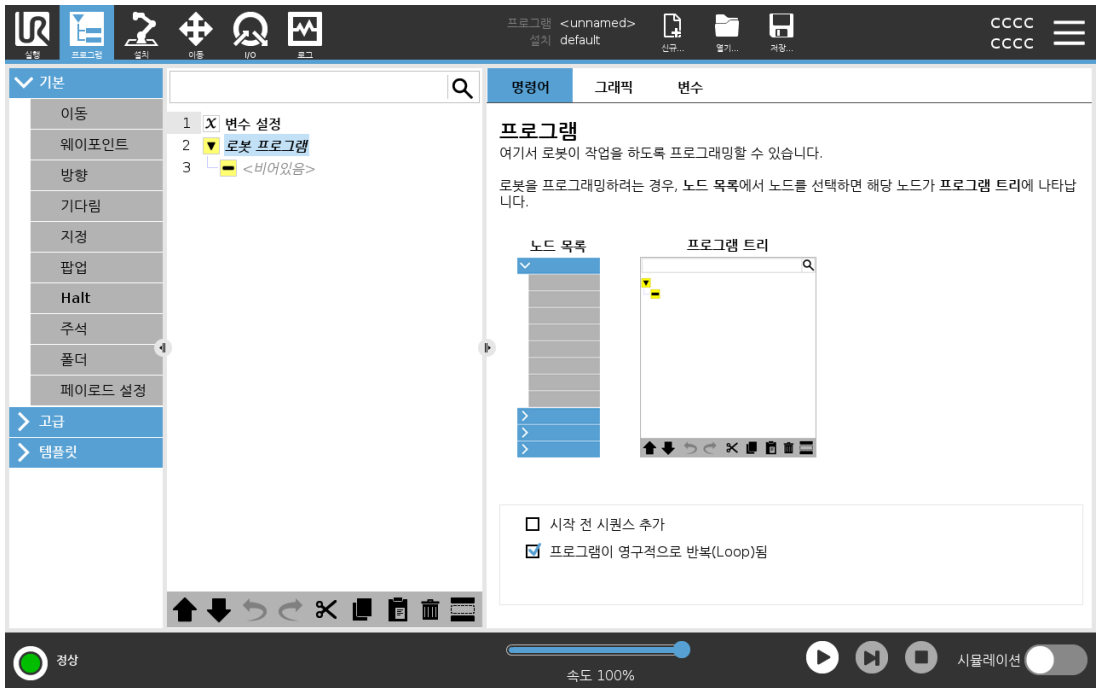 UR
실행
프로그램
설치
이동
I/O
로그
프로그램 <unnamed>
설치 default
신규...
열기...
저장...
CCCC
CCCC
기본
이동
웨이포인트
방향
기다림
지정
팝업
Halt
주석
폴더
페이로드 설정
고급
템플릿
1 X 변수 설정
2 로봇 프로그램
3 <비어있음>
명령어 그래픽 변수
프로그램
여기서 로봇이 작업을 하도록 프로그래밍할 수 있습니다.
로봇을 프로그래밍하려는 경우, 노드 목록에서 노드를 선택하면 해당 노드가 프로그램 트리에 나타납
니다.
노드 목록
프로그램 트리
시작 전 시퀀스 추가
프로그램이 영구적으로 반복(Loop)됨
정상
속도 100%
시뮬레이션